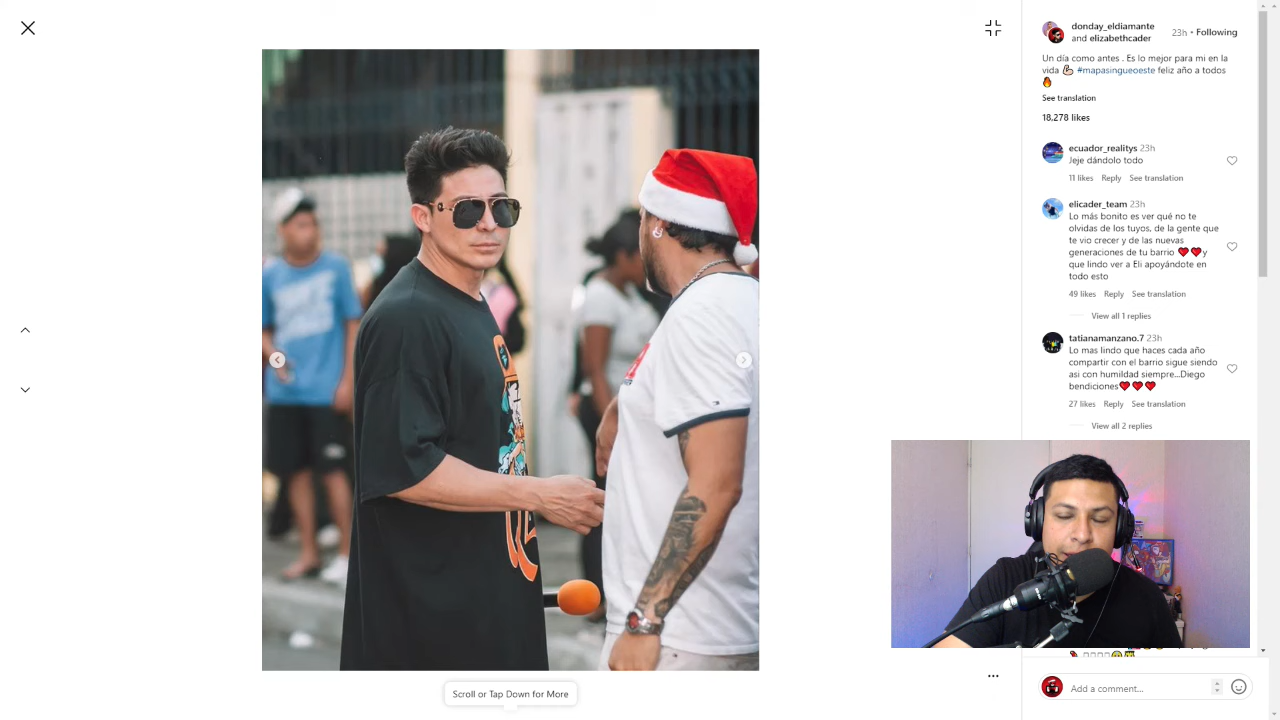 donday_eldiamante
and elizabethcader
23h • Following
Un día como antes . Es lo mejor para mi en la
vida 💪🏻 #mapasingueoeste feliz año a todos
🔥
See translation
18,278 likes
ecuador_realitys 23h
Jeje dándolo todo
11 likes Reply See translation
elicader_team 23h
Lo más bonito es ver qué no te
olvidas de los tuyos, de la gente que
te vio crecer y de las nuevas
generaciones de tu barrio ❤️❤️y
que lindo ver a Eli apoyándote en
todo esto
49 likes Reply See translation
View all 1 replies
tatianamanzano.7 23h
Lo mas lindo que haces cada año
compartir con el barrio sigue siendo
asi con humildad siempre...Diego
bendiciones❤️❤️❤️
27 likes Reply See translation
View all 2 replies
Scroll or Tap Down for More
Add a comment...